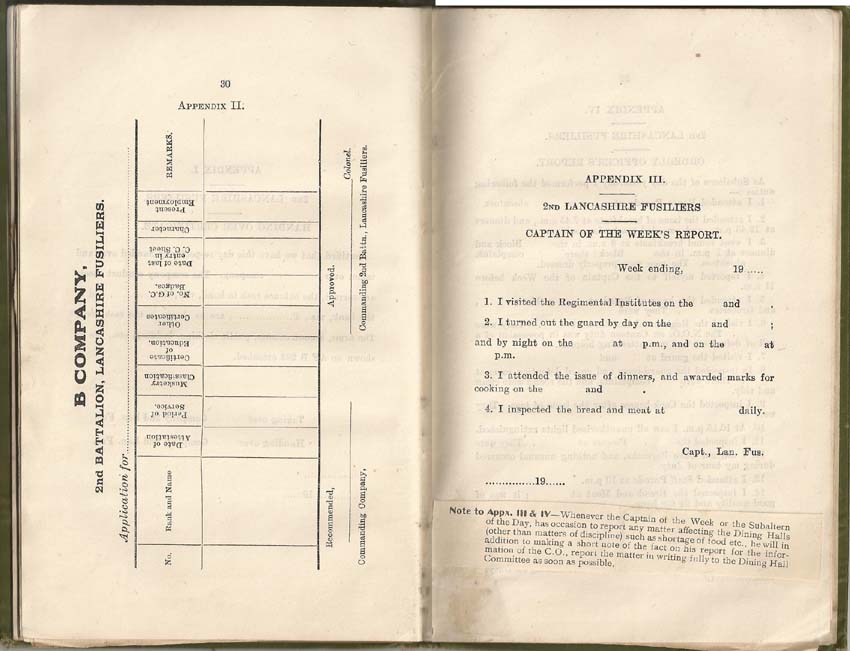 30
APPENDIX II.
B COMPANY,
2nd BATTALION, LANCASHIRE FUSILIERS.
Application for
No.
Rank and Name
Date of
Attestation
Period of
Service.
Musketry
Classification
Certificate
of
Education.
Other
Certificates
No. of G.C.
Badges.
Date of last
entry in
C. C. Sheet
Character
Present
Employment
REMARKS.
Recommended,
Approved.
Colonel.
Commanding Company,
Commanding 2nd Battn., Lancashire Fusiliers.
APPENDIX III.
2ND LANCASHIRE FUSILIERS
CAPTAIN OF THE WEEK'S REPORT.
Week ending, 19 .....
1. I visited the Regimental Institutes on the and .
2. I turned out the guard by day on the and ;
and by night on the at p.m., and on the at
p.m.
3. I attended the issue of dinners, and awarded marks for
cooking on the and .
4. I inspected the bread and meat at daily.
Capt., Lan. Fus.
...............19......
Note to Appx. III & IV—Whenever the Captain of the Week or the Subaltern
of the Day, has occasion to report any matter affecting the Dining Halls
(other than matters of discipline) such as shortage of food etc., he will in
addition to making a short note of the fact on his report for the infor-
mation of the C.O., report the matter in writing fully to the Dining Hall
Committee as soon as possible.